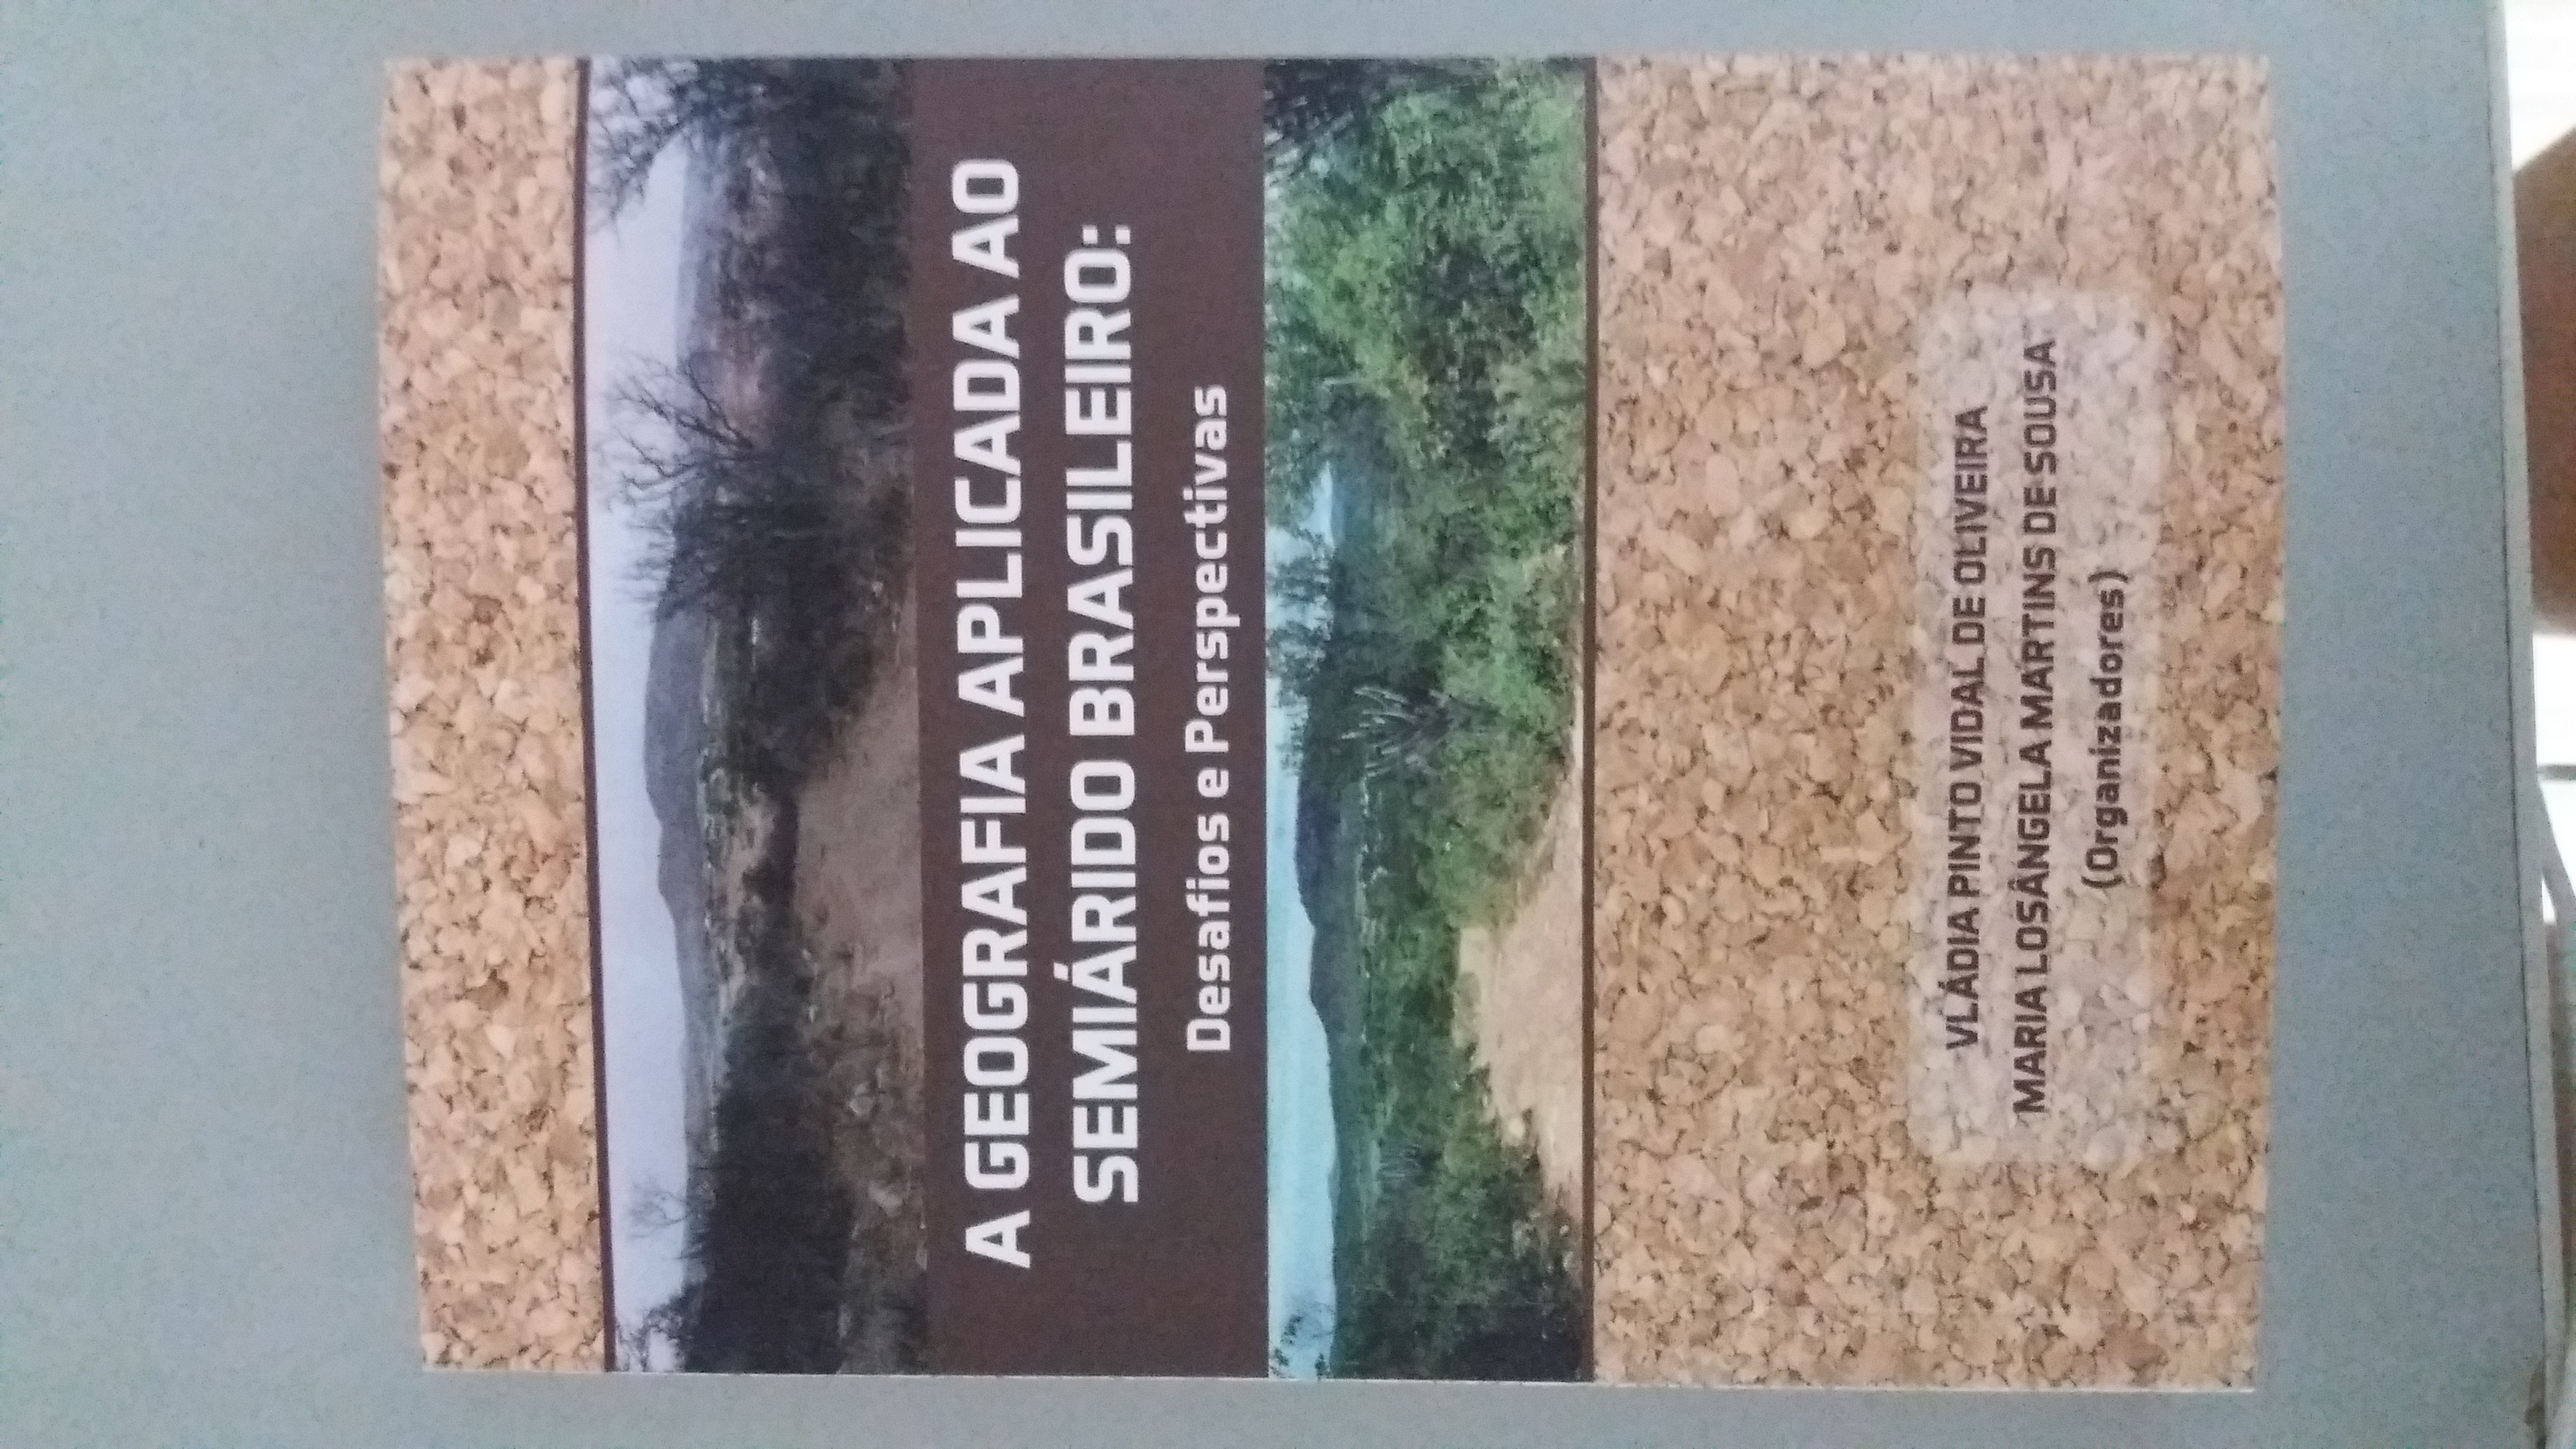 A GEOGRAFIA APLICADA AO
SEMIÁRIDO BRASILEIRO:
Desafios e Perspectivas
VLÁDIA PINTO VIDAL DE OLIVEIRA
MARIA LOSÂNGELA MARTINS DE SOUSA
(Organizadores)